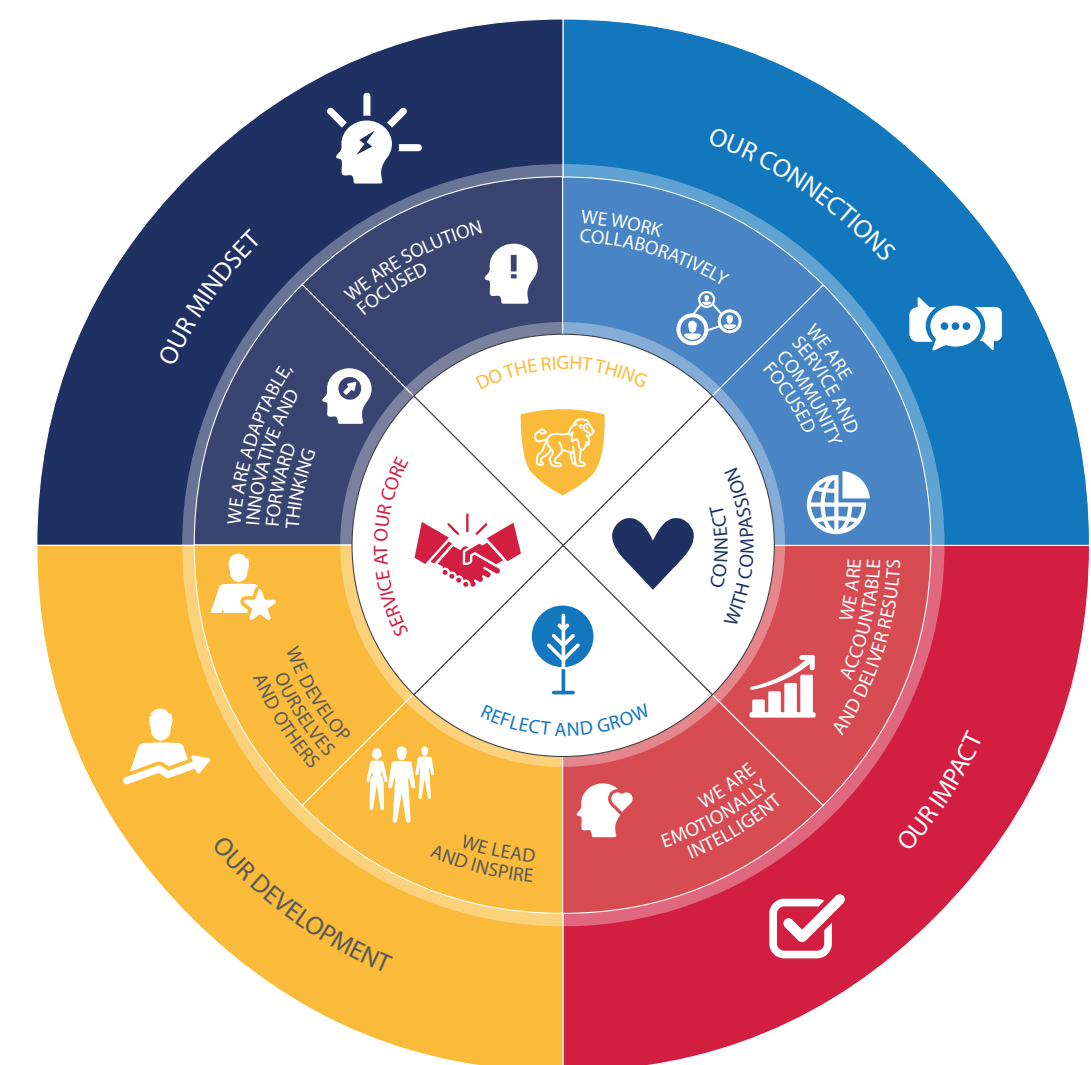 OUR MINDSET
OUR CONNECTIONS
WE ARE SOLUTION
FOCUSED
WE WORK
COLLABORATIVELY
WE ARE ADAPTABLE,
INNOVATIVE AND
FORWARD
THINKING
WE ARE
SERVICE AND
COMMUNITY
FOCUSED
DO THE RIGHT THING
SERVICE AT OUR CORE
CONNECT
WITH COMPASSION
REFLECT AND GROW
WE DEVELOP
OURSELVES
AND OTHERS
WE ARE
ACCOUNTABLE
AND DELIVER RESULTS
WE LEAD
AND INSPIRE
WE ARE
EMOTIONALLY
INTELLIGENT
OUR DEVELOPMENT
OUR IMPACT